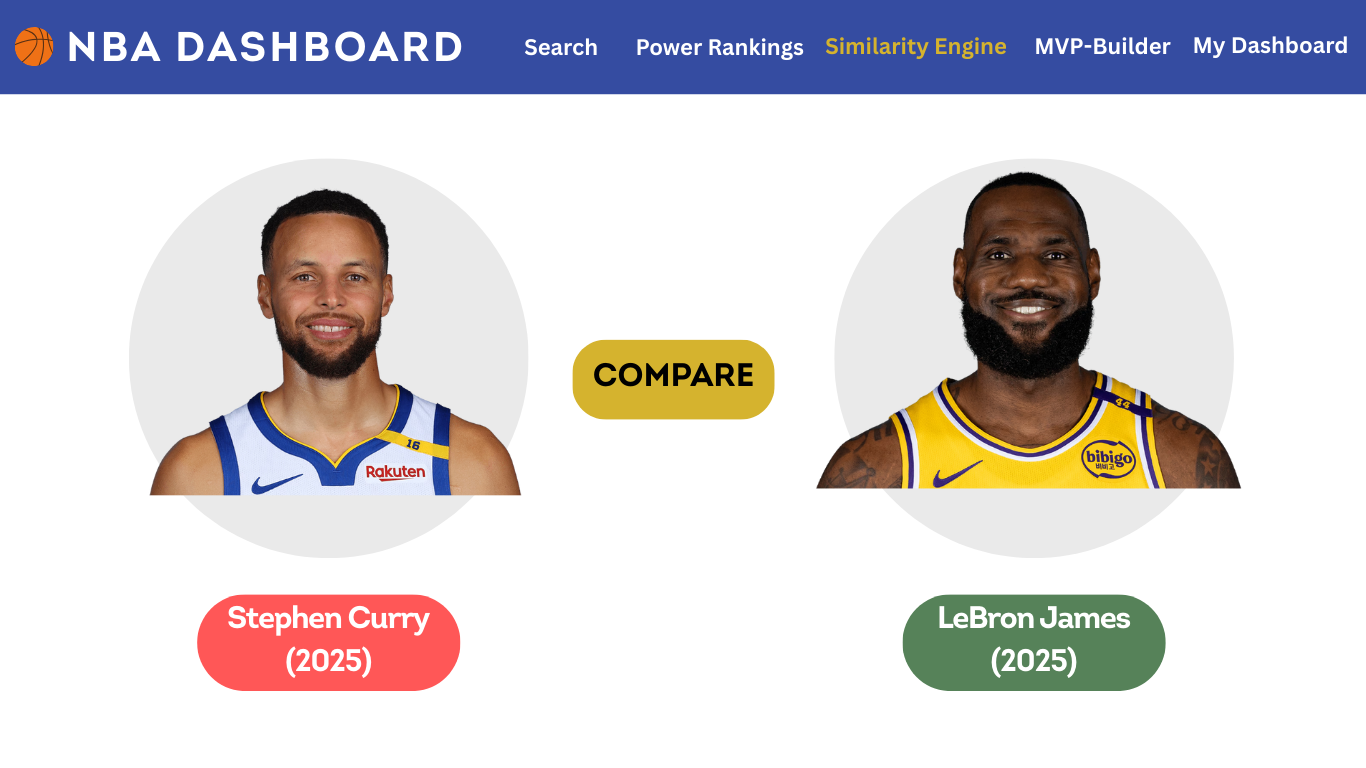 NBA DASHBOARD
Search
Power Rankings
Similarity Engine
MVP-Builder
My Dashboard
COMPARE
16
Rakuten
44
bibigo
비비고
Stephen Curry
(2025)
LeBron James
(2025)